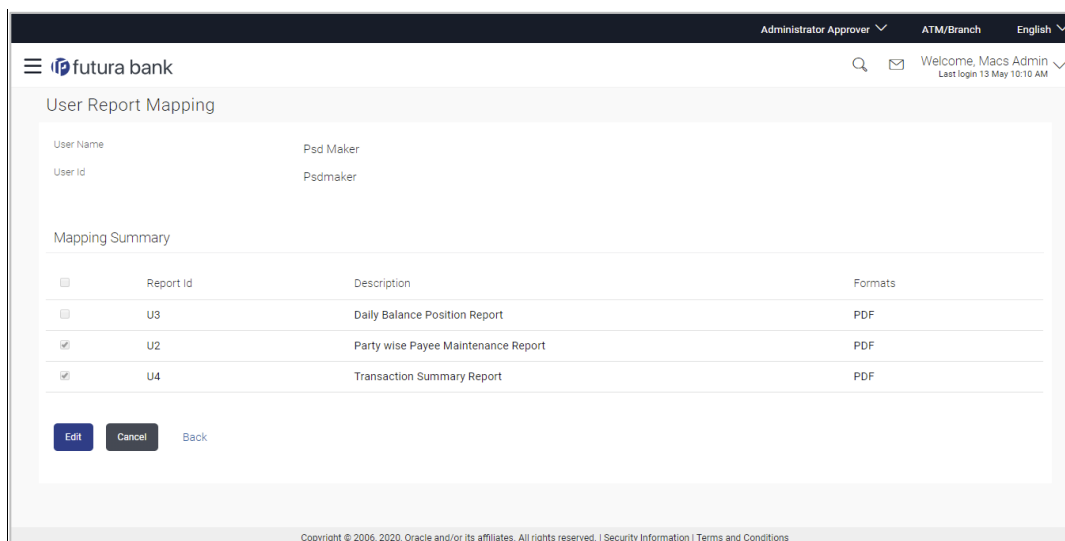 Administrator Approver ATM/Branch English
futura bank Welcome, Macs Admin
Last login 13 May 10:10 AM
User Report Mapping
User Name Psd Maker
User Id Psdmaker
Mapping Summary
Report Id Description Formats
U3 Daily Balance Position Report PDF
U2 Party wise Payee Maintenance Report PDF
U4 Transaction Summary Report PDF
Edit Cancel Back
Copyright © 2006, 2020, Oracle and/or its affiliates. All rights reserved. | Security Information | Terms and Conditions